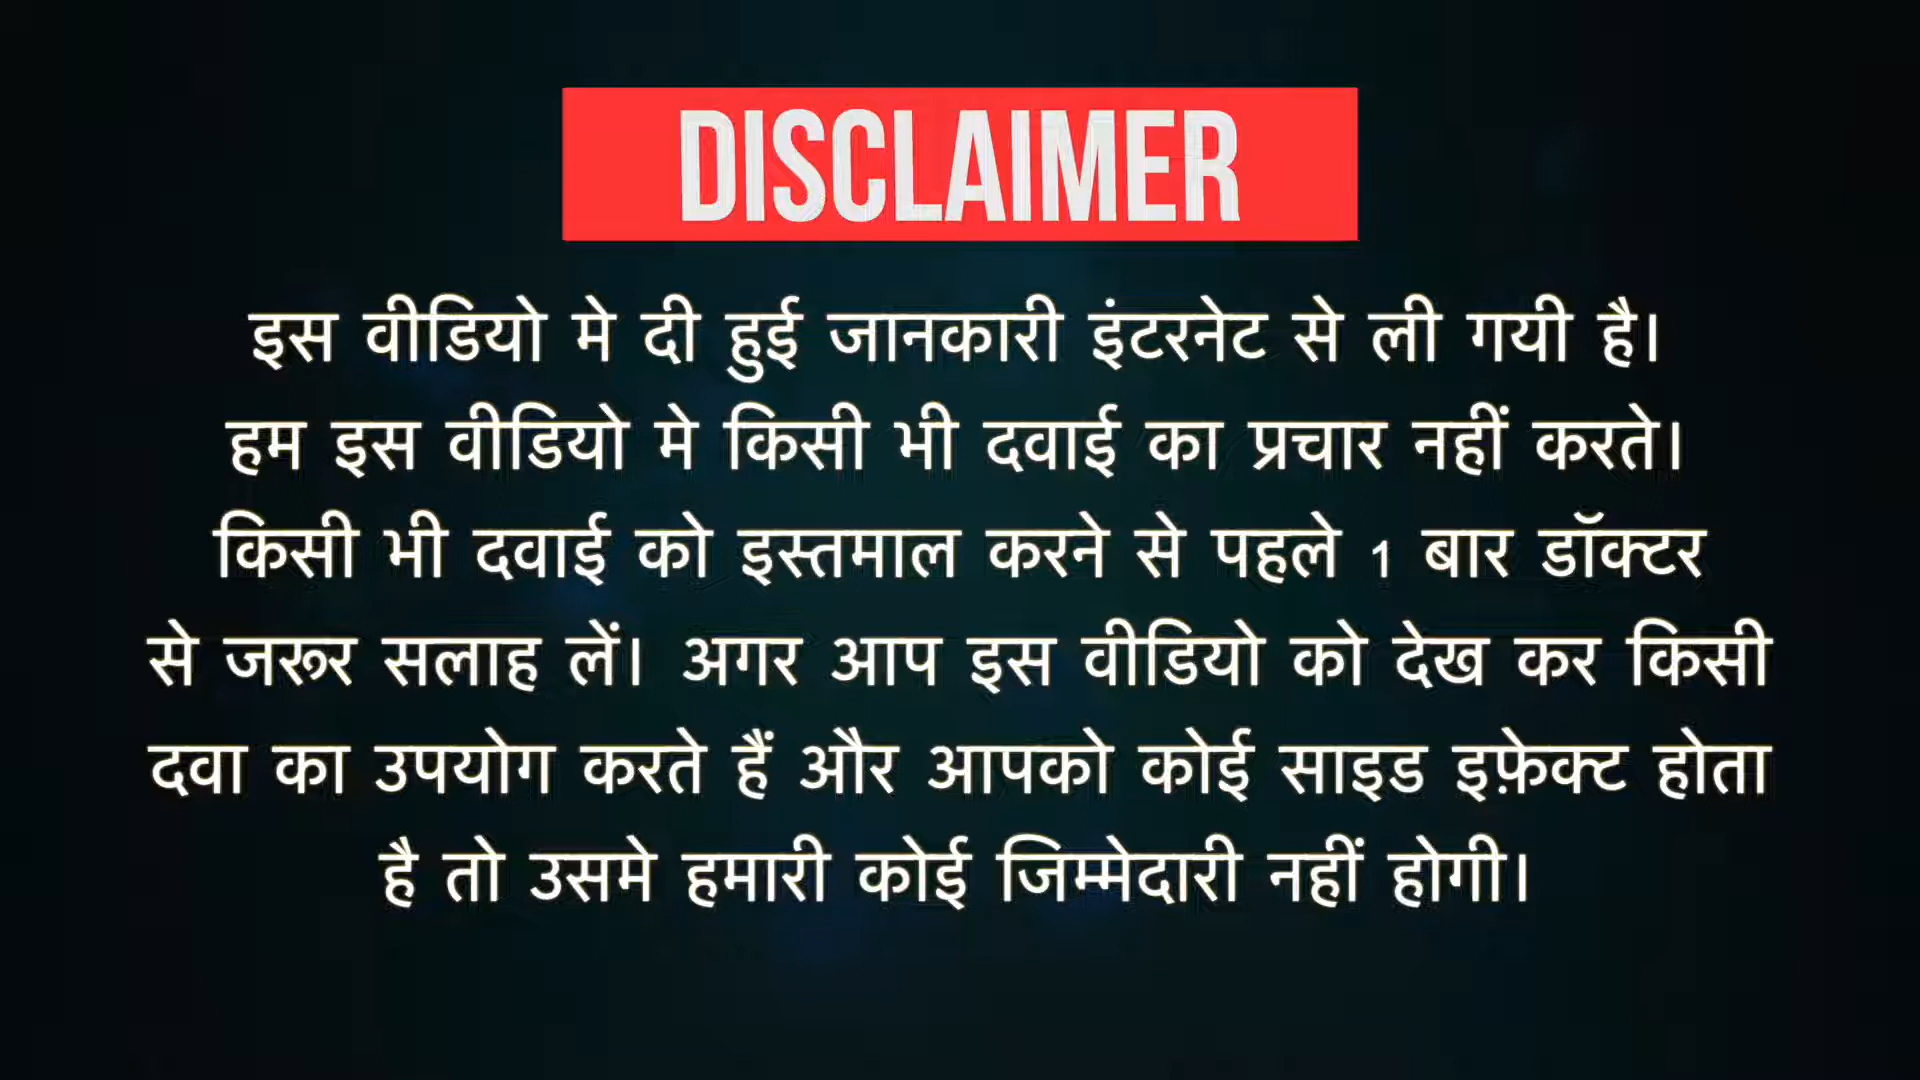 DISCLAIMER
इस वीडियो मे दी हुई जानकारी इंटरनेट से ली गयी है।
हम इस वीडियो मे किसी भी दवाई का प्रचार नहीं करते।
किसी भी दवाई को इस्तमाल करने से पहले 1 बार डॉक्टर
से जरूर सलाह लें। अगर आप इस वीडियो को देख कर किसी
दवा का उपयोग करते हैं और आपको कोई साइड इफ़ेक्ट होता
है तो उसमे हमारी कोई जिम्मेदारी नहीं होगी।